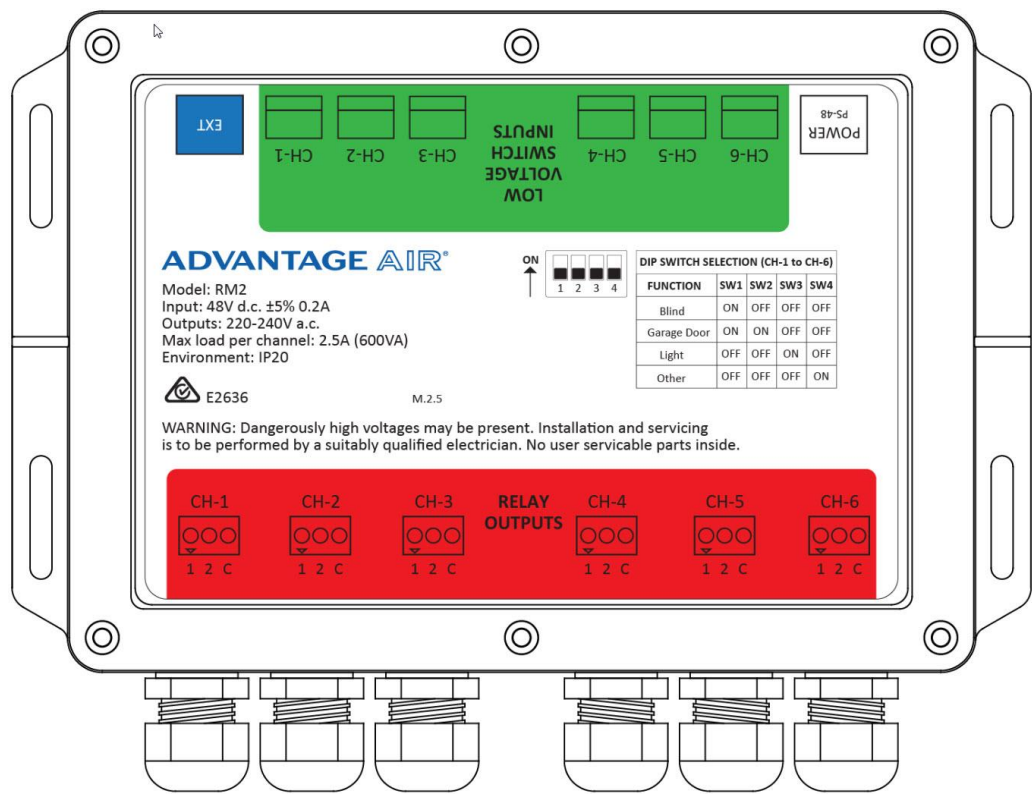 EXT
CH-1 CH-2 CH-3 CH-4 CH-5 CH-6
LOW
VOLTAGE
SWITCH
INPUTS
POWER
PS-48
ADVANTAGE AIR®
Model: RM2
Input: 48V d.c. ±5% 0.2A
Outputs: 220-240V a.c.
Max load per channel: 2.5A (600VA)
Environment: IP20
E2636
M.2.5
ON
1 2 3 4
DIP SWITCH SELECTION (CH-1 to CH-6)
FUNCTION SW1 SW2 SW3 SW4
Blind ON OFF OFF OFF
Garage Door ON ON OFF OFF
Light OFF OFF ON OFF
Other OFF OFF OFF ON
WARNING: Dangerously high voltages may be present. Installation and servicing
is to be performed by a suitably qualified electrician. No user servicable parts inside.
CH-1 CH-2 CH-3 RELAY CH-4 CH-5 CH-6
OUTPUTS
1 2 C 1 2 C 1 2 C 1 2 C 1 2 C 1 2 C